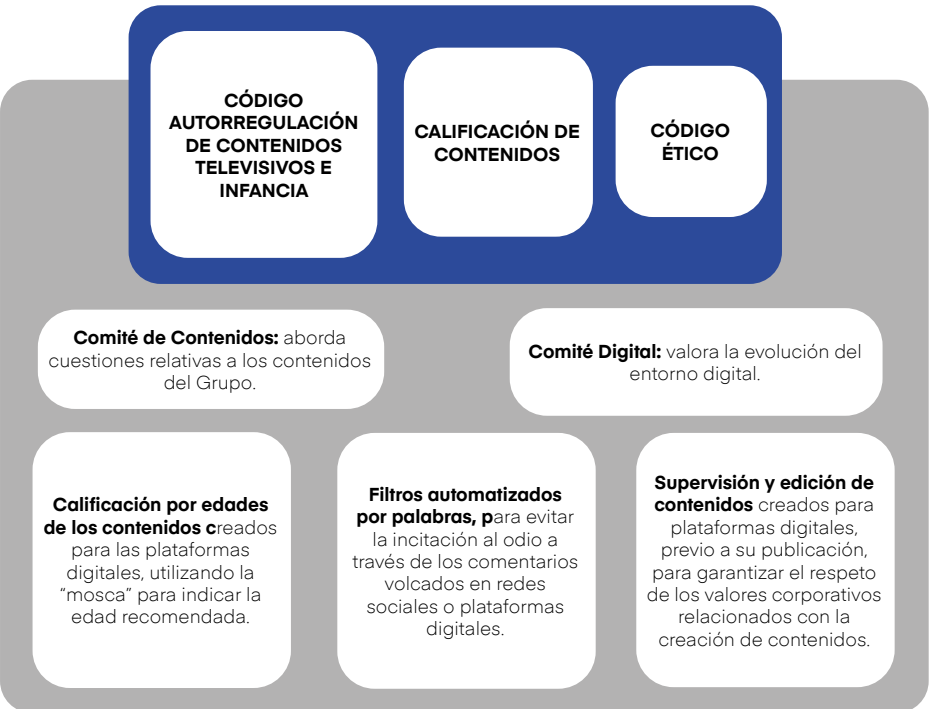 CÓDIGO
AUTORREGULACIÓN
DE CONTENIDOS
TELEVISIVOS E
INFANCIA
CALIFICACIÓN DE
CONTENIDOS
CÓDIGO
ÉTICO
Comité de Contenidos: aborda
cuestiones relativas a los contenidos
del Grupo.
Comité Digital: valora la evolución del
entorno digital.
Calificación por edades
de los contenidos creados
para las plataformas
digitales, utilizando la
“mosca” para indicar la
edad recomendada.
Filtros automatizados
por palabras, para evitar
la incitación al odio a
través de los comentarios
volcados en redes
sociales o plataformas
digitales.
Supervisión y edición de
contenidos creados para
plataformas digitales,
previo a su publicación,
para garantizar el respeto
de los valores corporativos
relacionados con la
creación de contenidos.